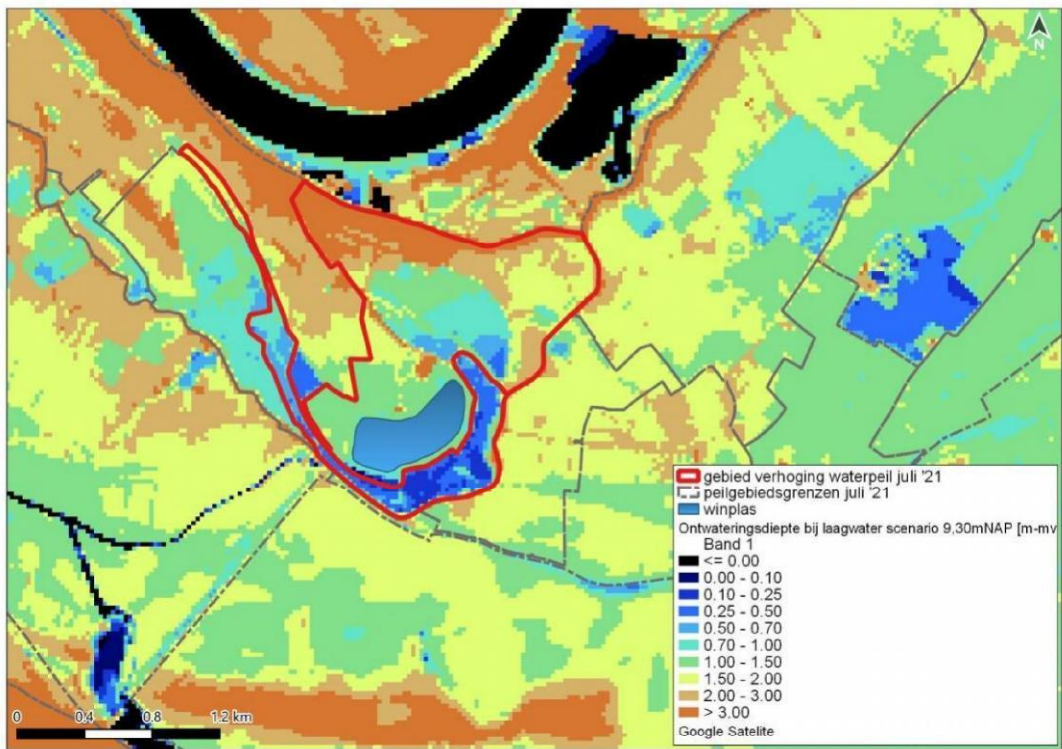 N
gebied verhoging waterpeil juli '21
peilgebiedsgrenzen juli '21
winplas
Ontwateringsdiepte bij laagwater scenario 9,30mNAP [m-mv
Band 1
<= 0.00
0.00 - 0.10
0.10 - 0.25
0.25 - 0.50
0.50 - 0.70
0.70 - 1.00
1.00 - 1.50
1.50 - 2.00
2.00 - 3.00
> 3.00
Google Satelite
0 0.4 0.8 1.2 km